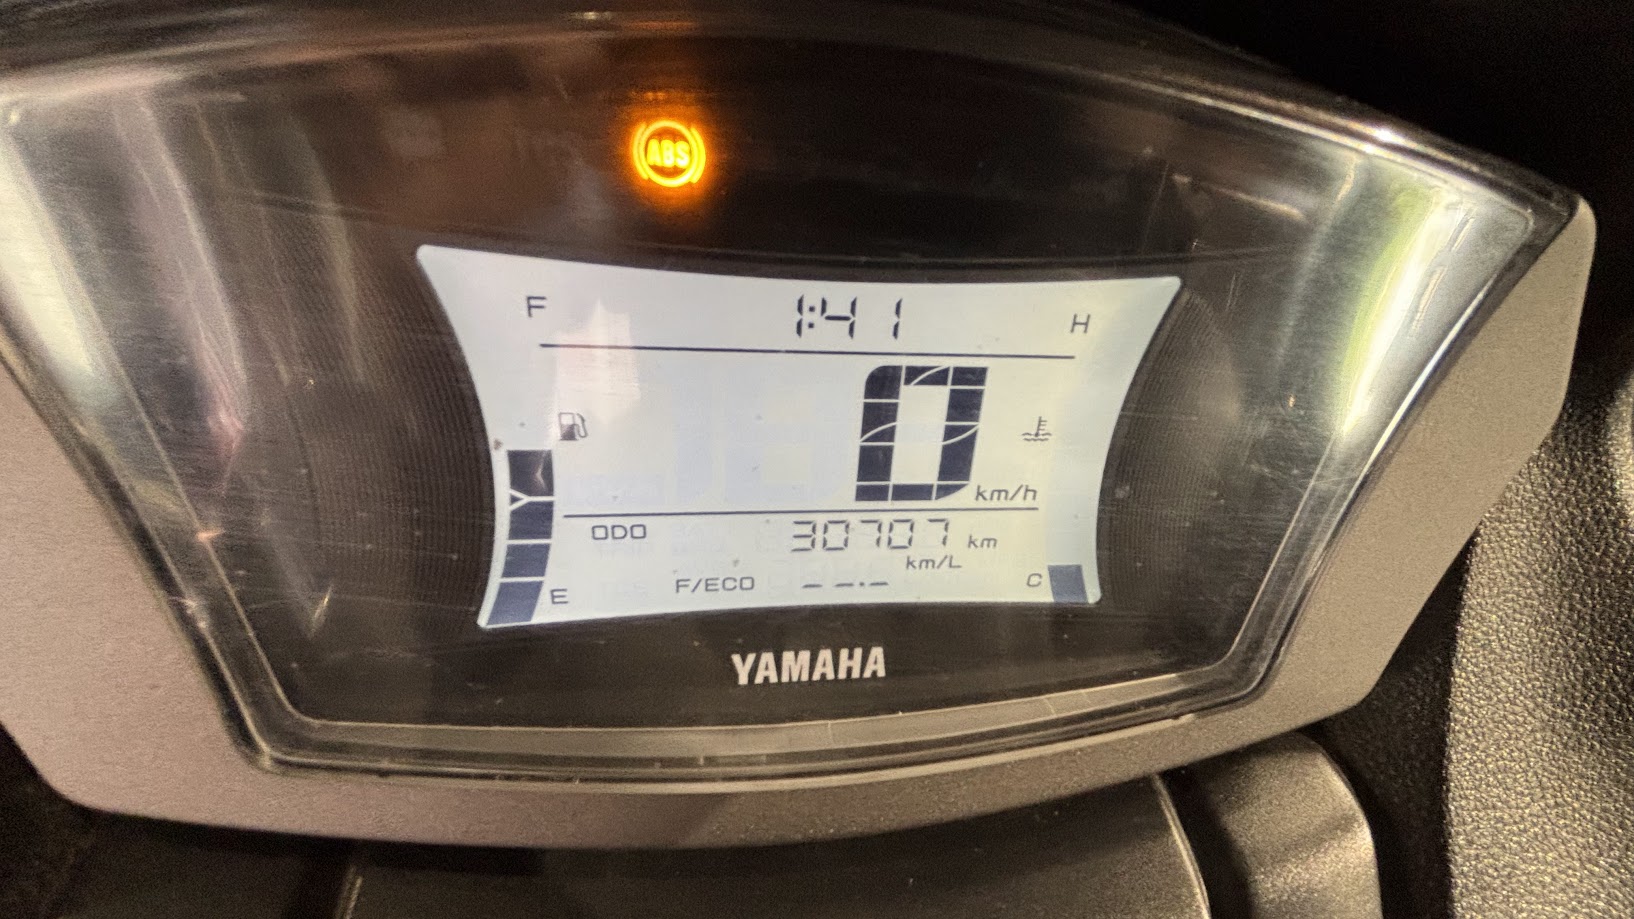 ABS
F 1:41 H
0 km/h
ODO 30707 km
km/L
F/ECO --.-
E C
YAMAHA